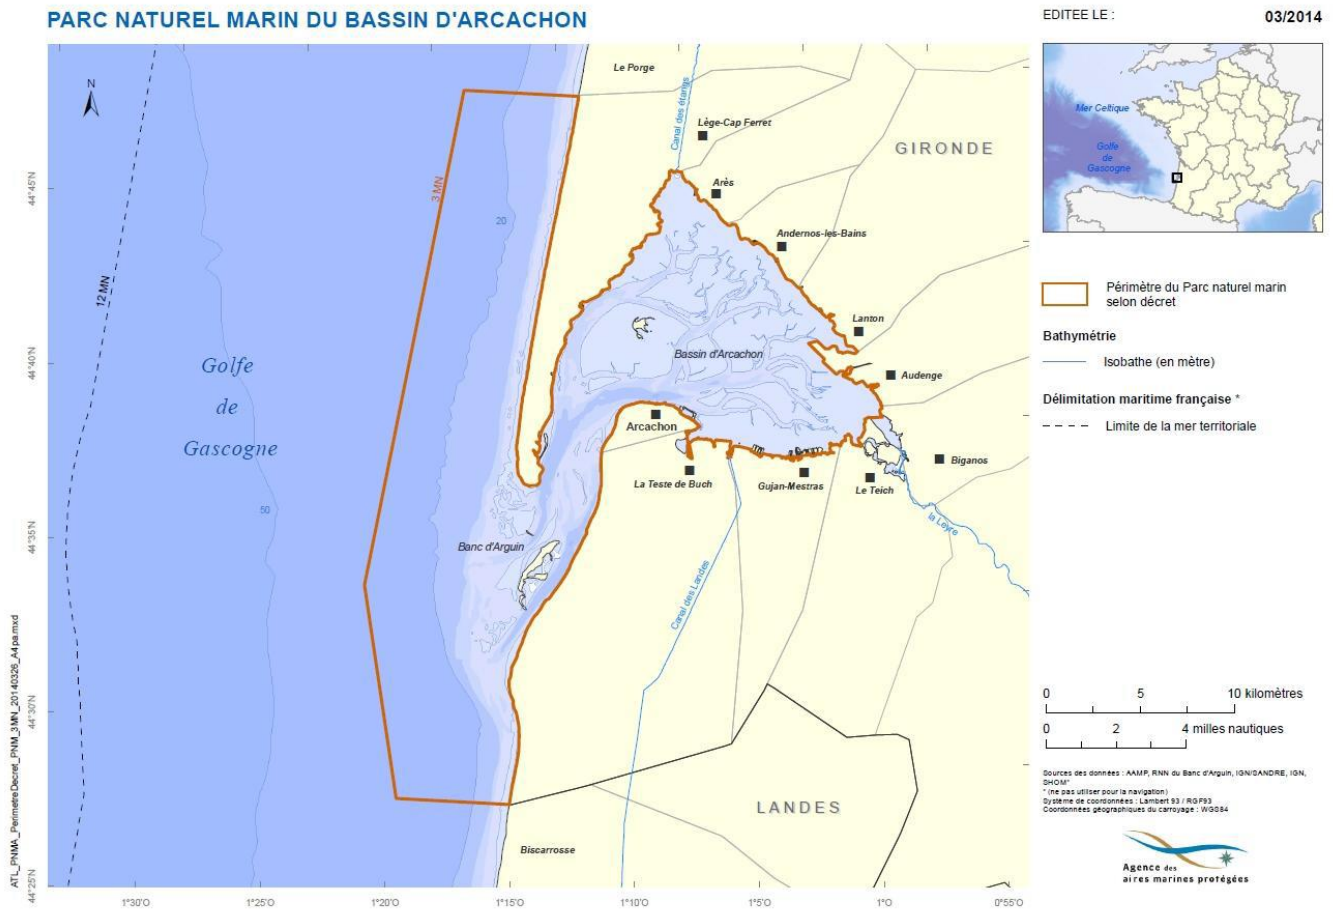 PARC NATUREL MARIN DU BASSIN D'ARCACHON
EDITEE LE :
03/2014
N
Le Porge
Canal des étangs
Lège-Cap Ferret
GIRONDE
Arès
Andernos-les-Bains
3 MN
20
12 MN
Lanton
Bassin d'Arcachon
Audenge
Golfe
de
Gascogne
50
Arcachon
La Teste de Buch
Gujan-Mestras
Le Teich
Biganos
la Leyre
Banc d'Arguin
Canal des Landes
LANDES
Biscarrosse
44°45'N
44°40'N
44°35'N
44°30'N
44°25'N
1°30'O
1°25'O
1°20'O
1°15'O
1°10'O
1°5'O
1°O
0°55'O
ATL_PNMA_PerimetreDecret_PNM_3MN_20140326_A4pa.mxd
Mer Celtique
Golfe
de
Gascogne
Périmètre du Parc naturel marin
selon décret
Bathymétrie
Isobathe (en mètre)
Délimitation maritime française *
Limite de la mer territoriale
0 5 10 kilomètres
0 2 4 milles nautiques
Sources des données : AAMP, RNN du Banc d'Arguin, IGN/SANDRE, IGN,
SHOM*
* (ne pas utiliser pour la navigation)
Système de coordonnées : Lambert 93 / RGF93
Coordonnées géographiques du carroyage : WGS84
Agence des
aires marines protégées